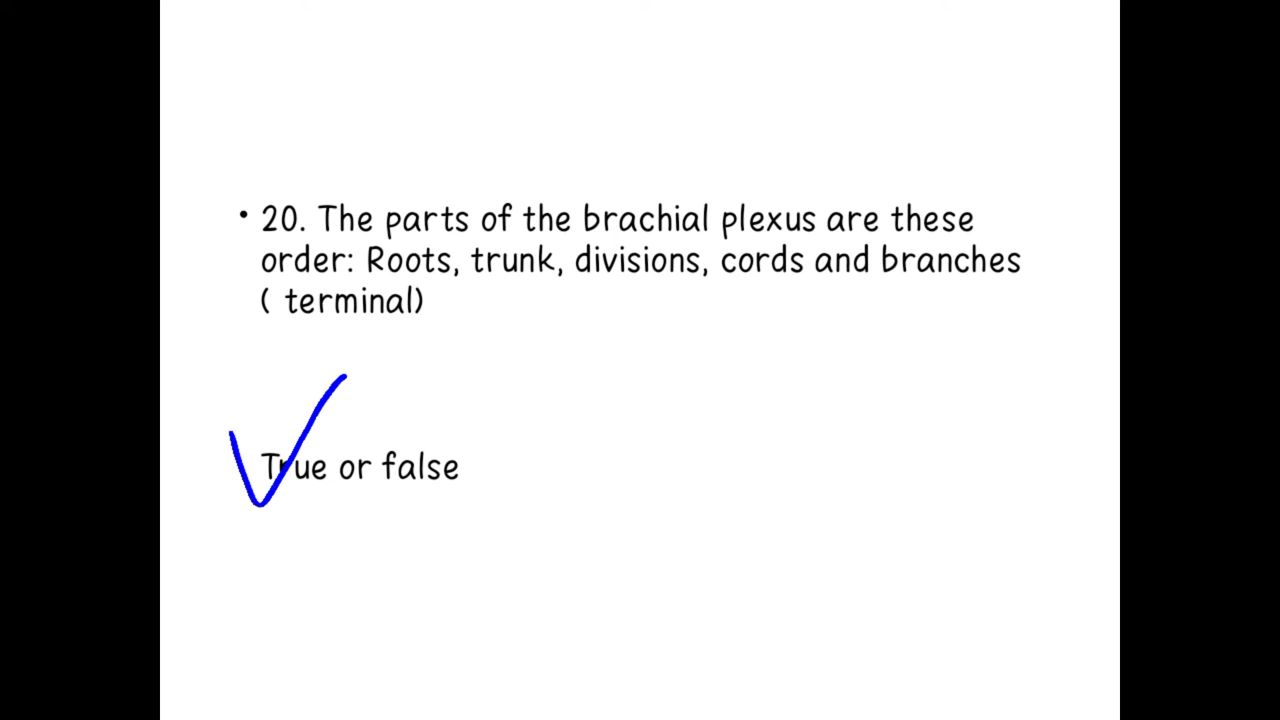 • 20. The parts of the brachial plexus are these
order: Roots, trunk, divisions, cords and branches
( terminal)
True or false